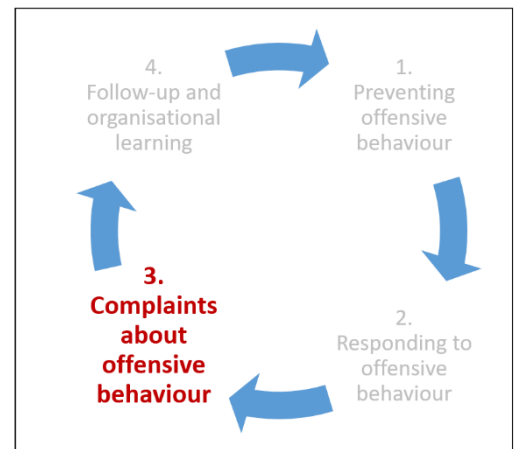 1.
Preventing
offensive
behaviour
2.
Responding to
offensive
behaviour
3.
Complaints
about
offensive
behaviour
4.
Follow-up and
organisational
learning